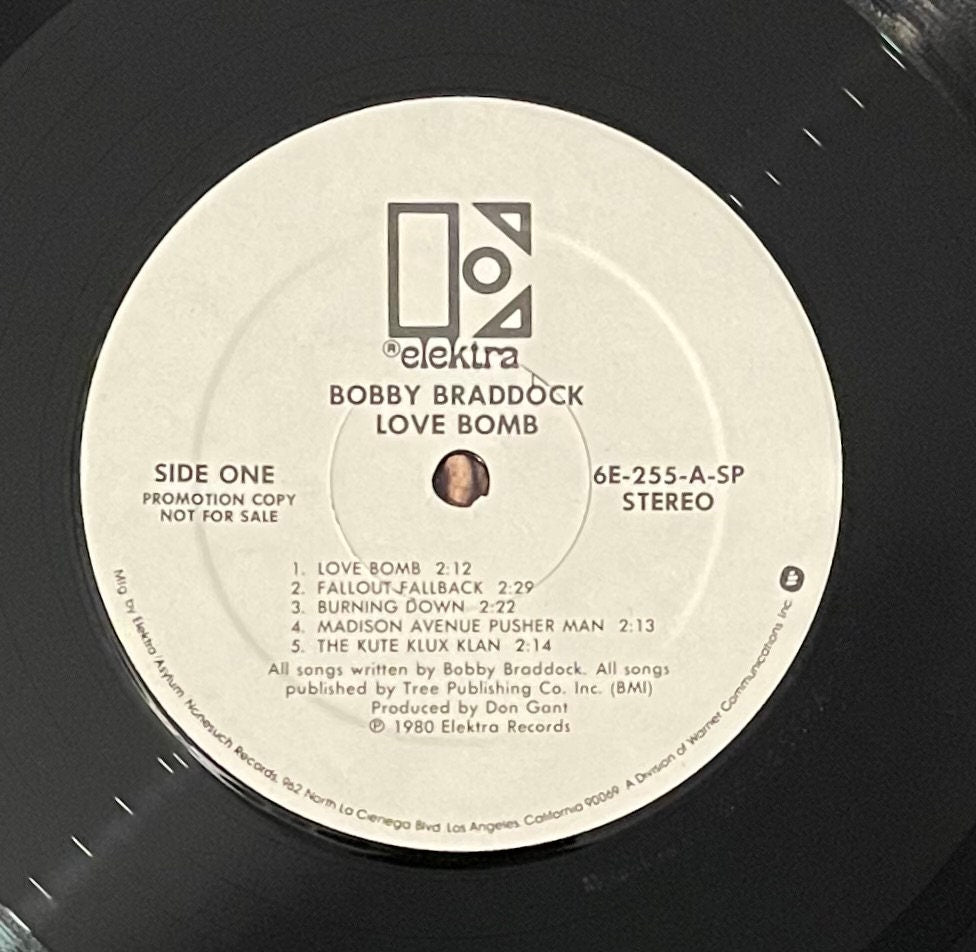 ®elektra
BOBBY BRADDOCK
LOVE BOMB
SIDE ONE
PROMOTION COPY
NOT FOR SALE
6E-255-A-SP
STEREO
1. LOVE BOMB 2:12
2. FALLOUT FALLBACK 2:29
3. BURNING DOWN 2:22
4. MADISON AVENUE PUSHER MAN 2:13
5. THE KUTE KLUX KLAN 2:14
All songs written by Bobby Braddock. All songs
published by Tree Publishing Co. Inc. (BMI)
Produced by Don Gant
℗ 1980 Elektra Records
Mfg. by Elektra/Asylum Nonesuch Records, 962 North La Cienega Blvd. Los Angeles, California 90069 A Division of Warner Communications Inc.